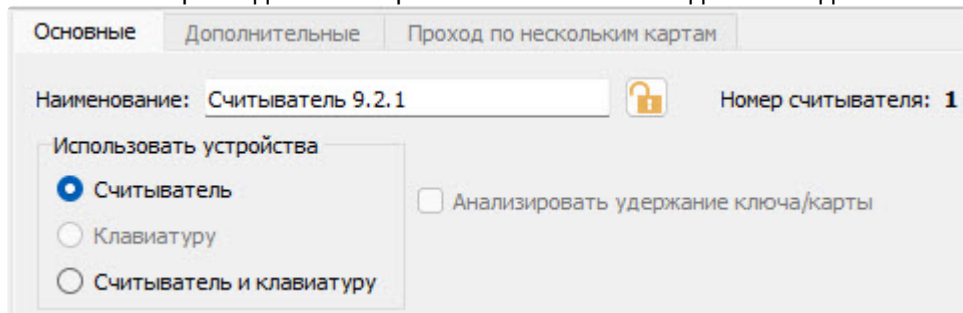 Основные Дополнительные Проход по нескольким картам
Наименование: Считыватель 9.2.1 Номер считывателя: 1
Использовать устройства
Считыватель
Анализировать удержание ключа/карты
Клавиатуру
Считыватель и клавиатуру